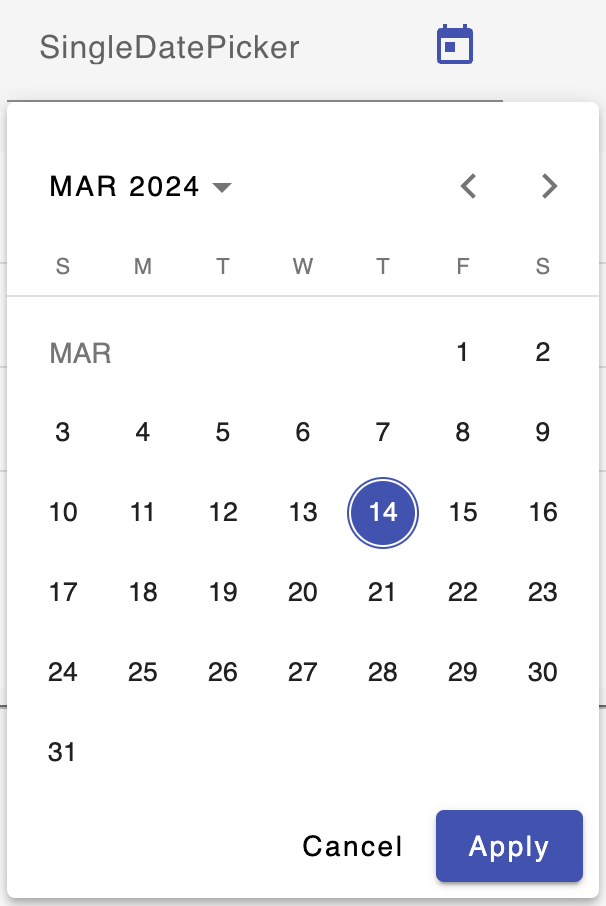 SingleDatePicker
MAR 2024
S M T W T F S
MAR 1 2
3 4 5 6 7 8 9
10 11 12 13 14 15 16
17 18 19 20 21 22 23
24 25 26 27 28 29 30
31
Cancel Apply